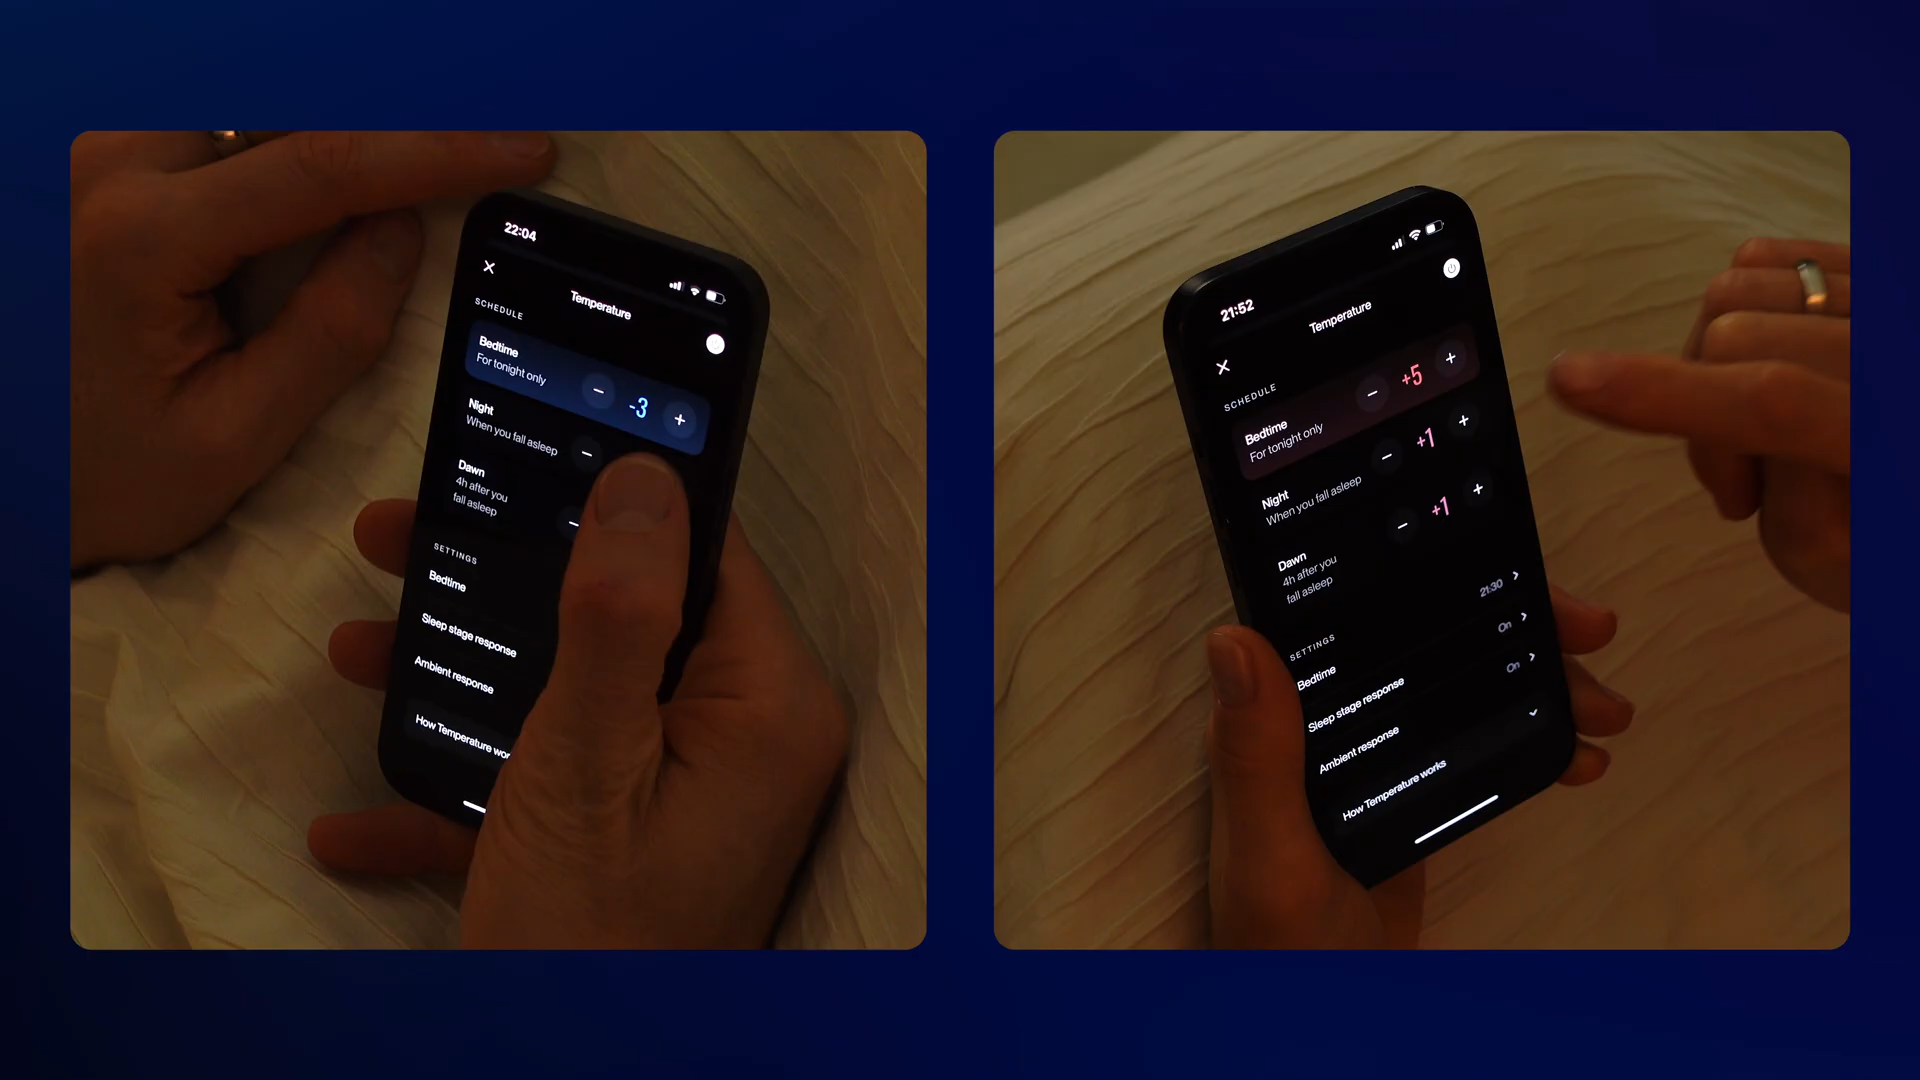 22:04
Temperature
SCHEDULE
Bedtime
For tonight only
-
-3
+
Night
When you fall asleep
-
Dawn
4h after you
fall asleep
-
SETTINGS
Bedtime
Sleep stage response
Ambient response
How Temperature wor
21:52
Temperature
SCHEDULE
Bedtime
For tonight only
-
+5
+
Night
When you fall asleep
-
+1
+
Dawn
4h after you
fall asleep
-
+1
+
SETTINGS
Bedtime
21:30
Sleep stage response
On
Ambient response
On
How Temperature works